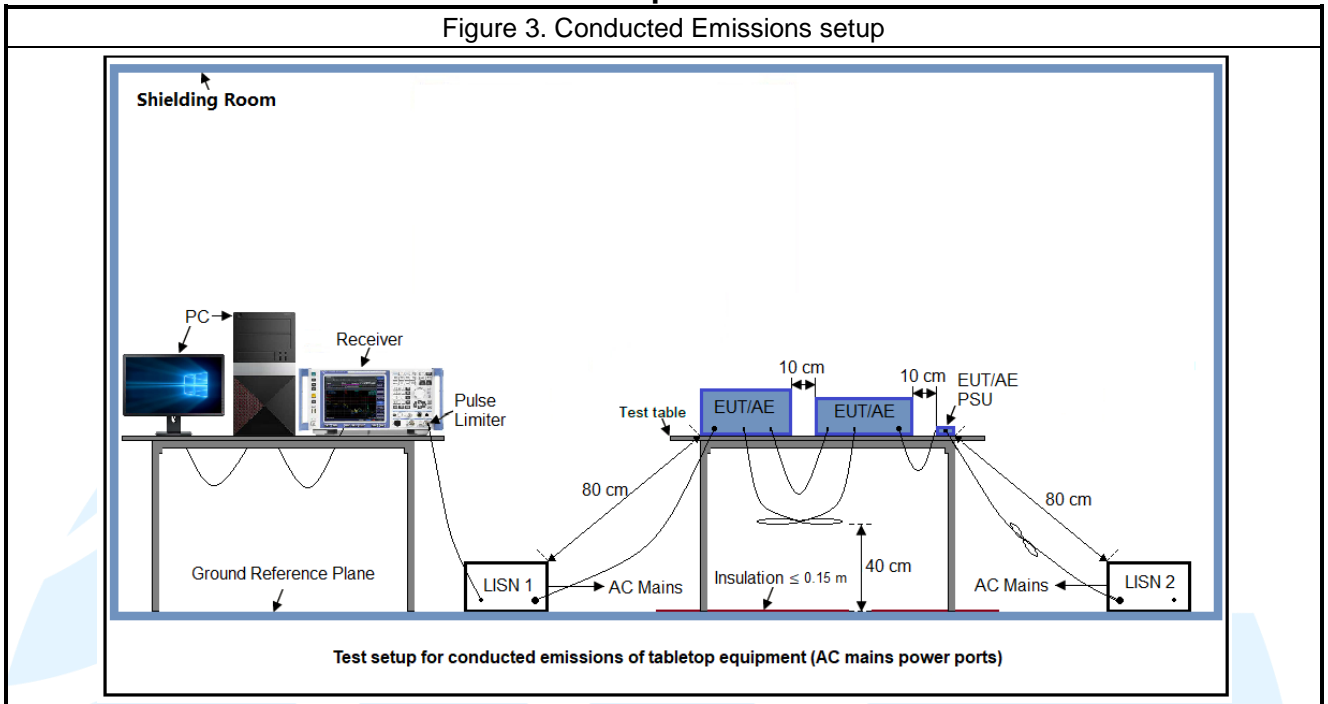 Figure 3. Conducted Emissions setup
Shielding Room
PC
Receiver
Pulse
Limiter
10 cm
10 cm
EUT/AE
PSU
EUT/AE
EUT/AE
Test table
80 cm
80 cm
40 cm
Ground Reference Plane
LISN 1
AC Mains
Insulation ≤ 0.15 m
AC Mains
LISN 2
Test setup for conducted emissions of tabletop equipment (AC mains power ports)